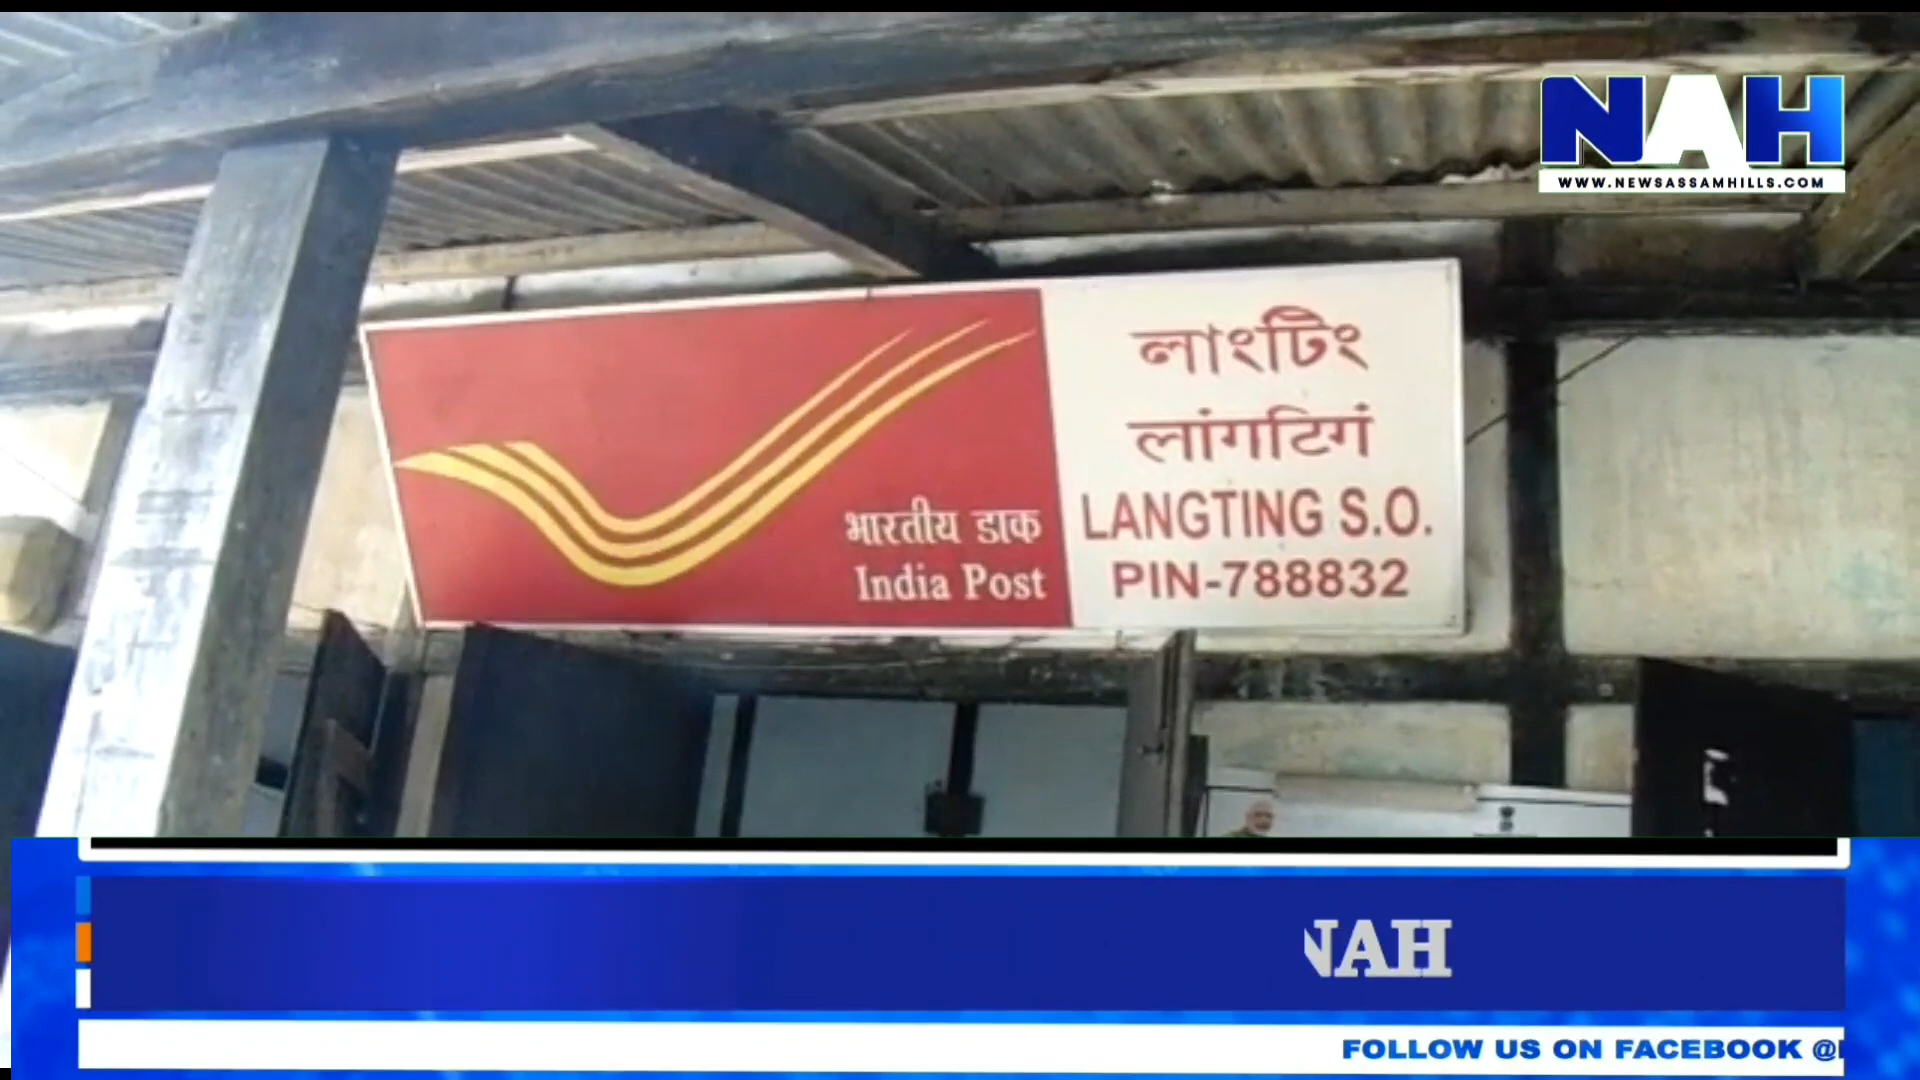 NAH
WWW.NEWSASSAMHILLS.COM
লাংটিং
लांगटिगं
LANGTING S.O.
PIN-788832
भारतीय डाक
India Post
NAH
FOLLOW US ON FACEBOOK @